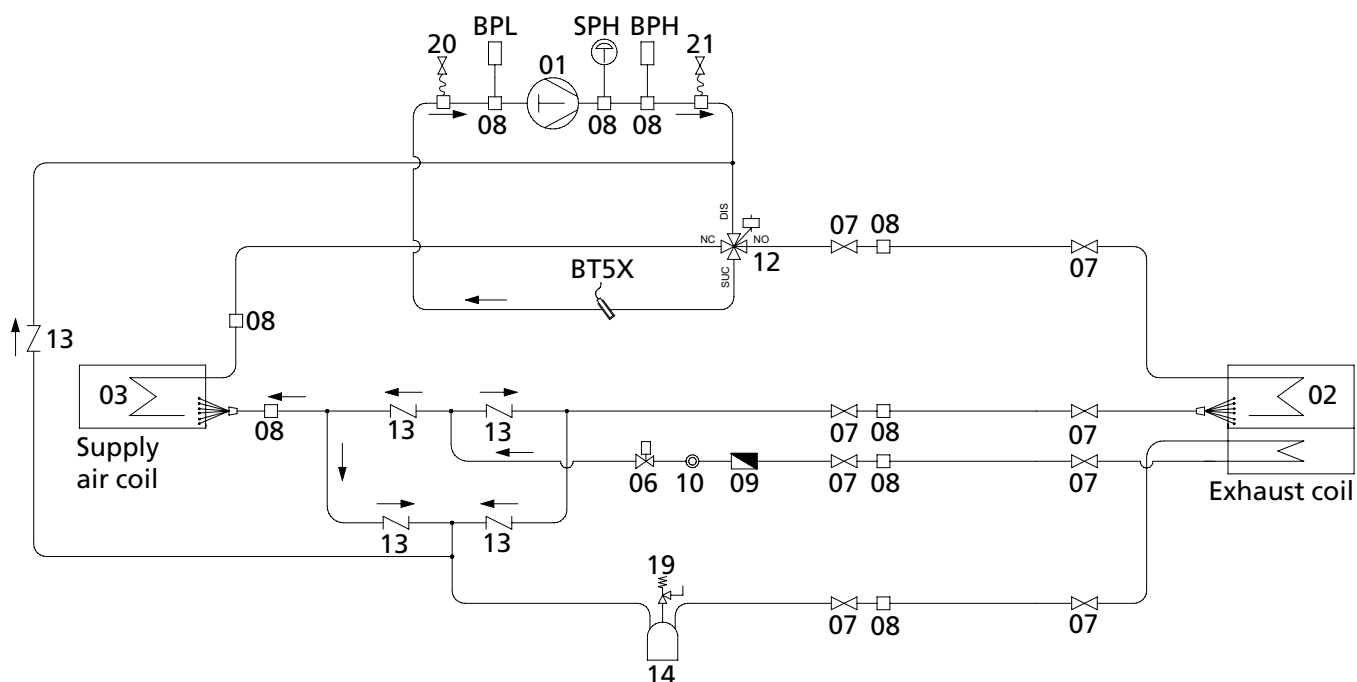 BPL SPH BPH
20 01 21
08 08 08
DIS
07 08
NC NO
12
07
SUC
BT5X
08
13
03 02
08 13 13 07 08 07
Supply
air coil
06 10 09 07 08 07
Exhaust coil
13 13
19
07 08 07
14